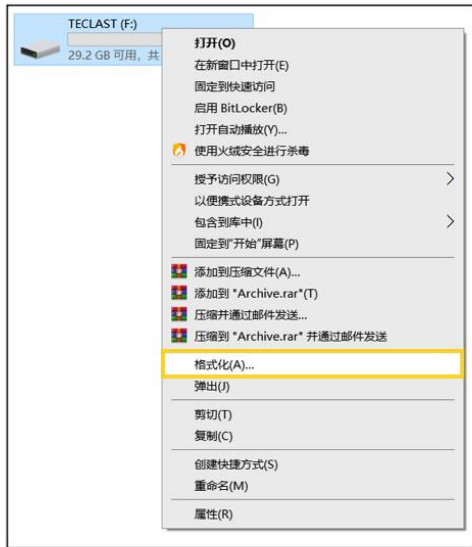 TECLAST (F:)
29.2 GB 可用，共
打开(O)
在新窗口中打开(E)
固定到快速访问
启用 BitLocker(B)
打开自动播放(Y)...
使用火绒安全进行杀毒
授予访问权限(G)
以便携式设备方式打开
包含到库中(I)
固定到"开始"屏幕(P)
添加到压缩文件(A)...
添加到 "Archive.rar"(T)
压缩并通过邮件发送...
压缩到 "Archive.rar" 并通过邮件发送
格式化(A)...
弹出(J)
剪切(T)
复制(C)
创建快捷方式(S)
重命名(M)
属性(R)